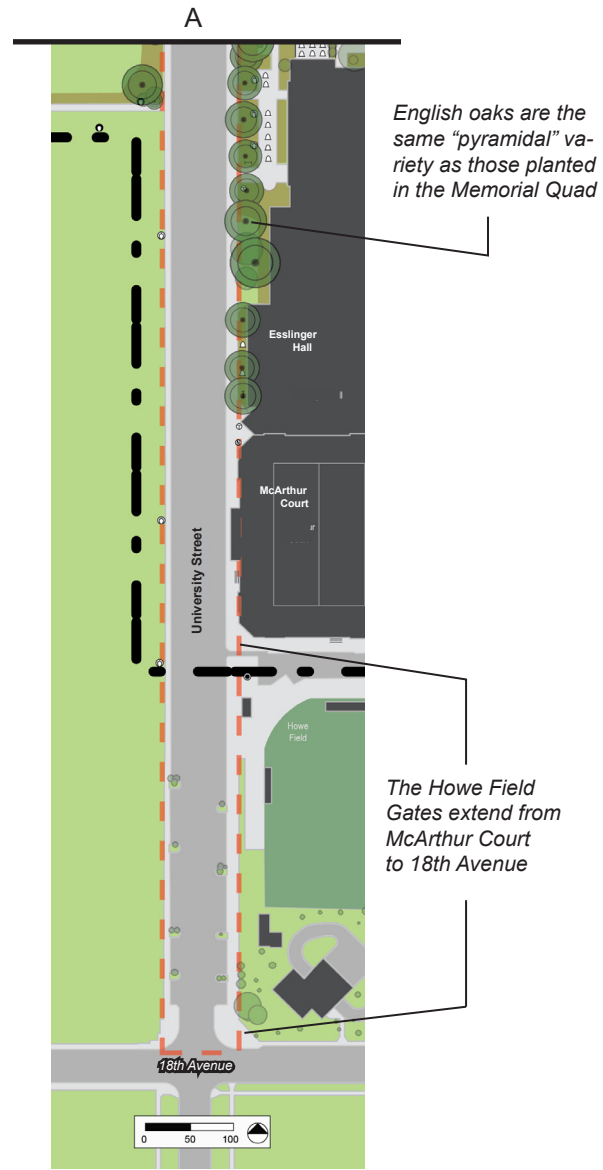 A
English oaks are the
same “pyramidal” va-
riety as those planted
in the Memorial Quad
Esslinger
Hall
McArthur
Court
University Street
Howe
Field
The Howe Field
Gates extend from
McArthur Court
to 18th Avenue
18th Avenue
0 50 100